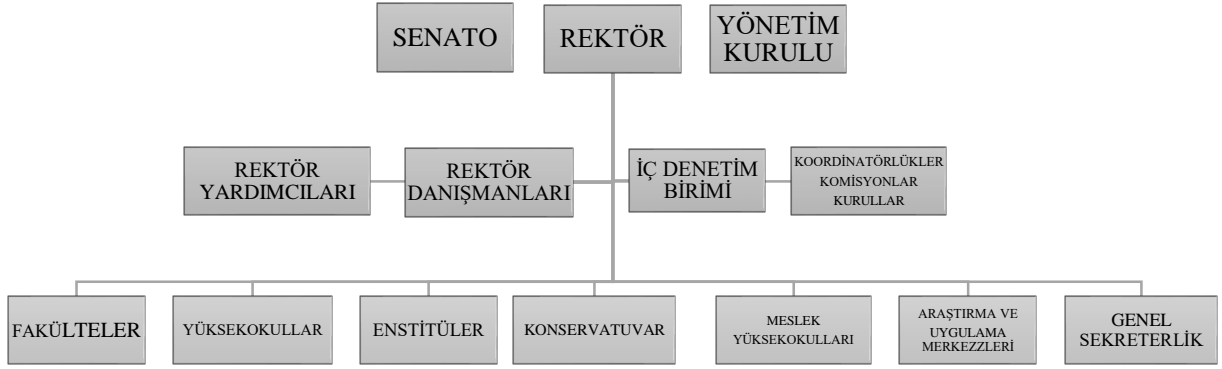 SENATO
REKTÖR
YÖNETİM
KURULU
REKTÖR
YARDIMCILARI
REKTÖR
DANIŞMANLARI
İÇ DENETİM
BİRİMİ
KOORDİNATÖRLÜKLER
KOMİSYONLAR
KURULLAR
FAKÜLTELER
YÜKSEKOKULLAR
ENSTİTÜLER
KONSERVATUVAR
MESLEK
YÜKSEKOKULLARI
ARAŞTIRMA VE
UYGULAMA
MERKEZZLERİ
GENEL
SEKRETERLİK